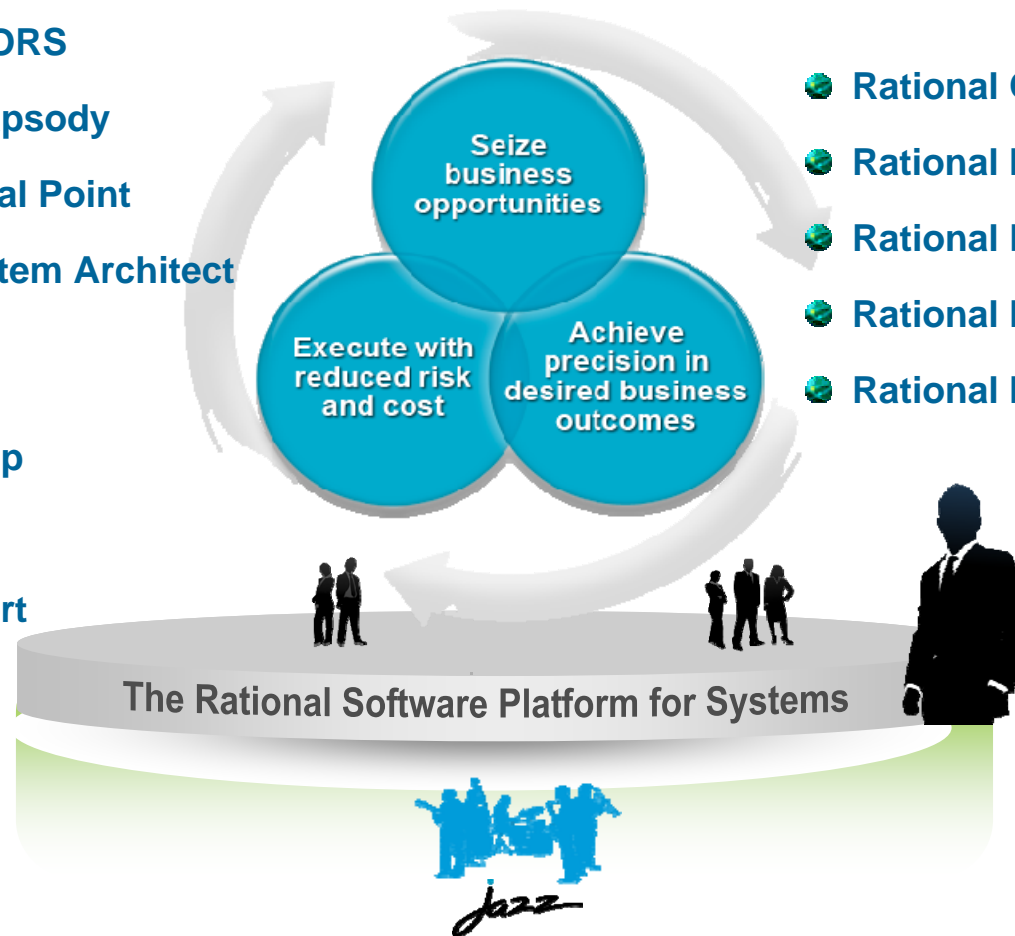 ORS
psody
al Point
tem Architect
p
rt
Seize
business
opportunities
Execute with
reduced risk
and cost
Achieve
precision in
desired business
outcomes
Rational
Rational
Rational
Rational
Rational
The Rational Software Platform for Systems
jazz